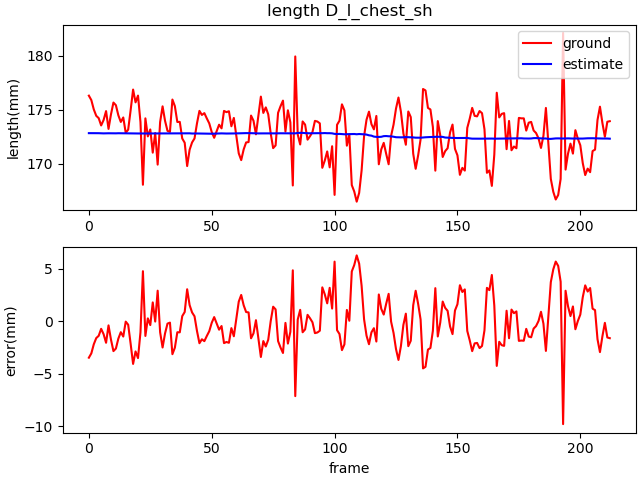 length D_l_chest_sh
length(mm)
180
175
170
ground
estimate
0
50
100
150
200
error(mm)
5
0
−5
−10
0
50
100
150
200
frame